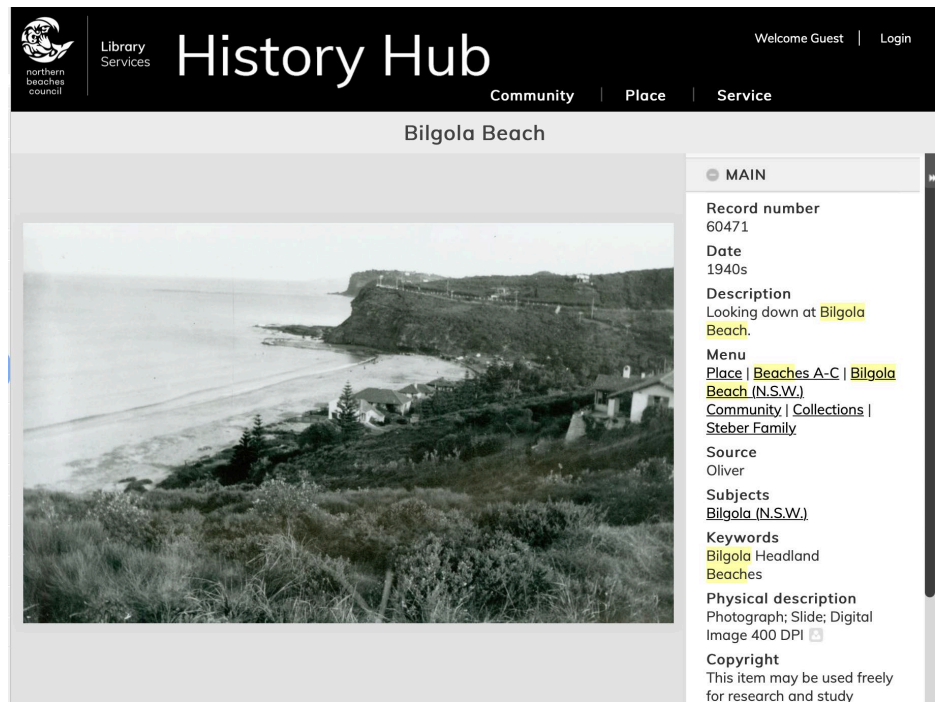 northern
beaches
council
Library
Services
History Hub
Welcome Guest | Login
Community | Place | Service
Bilgola Beach
MAIN
Record number
60471
Date
1940s
Description
Looking down at Bilgola
Beach.
Menu
Place | Beaches A-C | Bilgola
Beach (N.S.W.)
Community | Collections |
Steber Family
Source
Oliver
Subjects
Bilgola (N.S.W.)
Keywords
Bilgola Headland
Beaches
Physical description
Photograph; Slide; Digital
Image 400 DPI
Copyright
This item may be used freely
for research and study